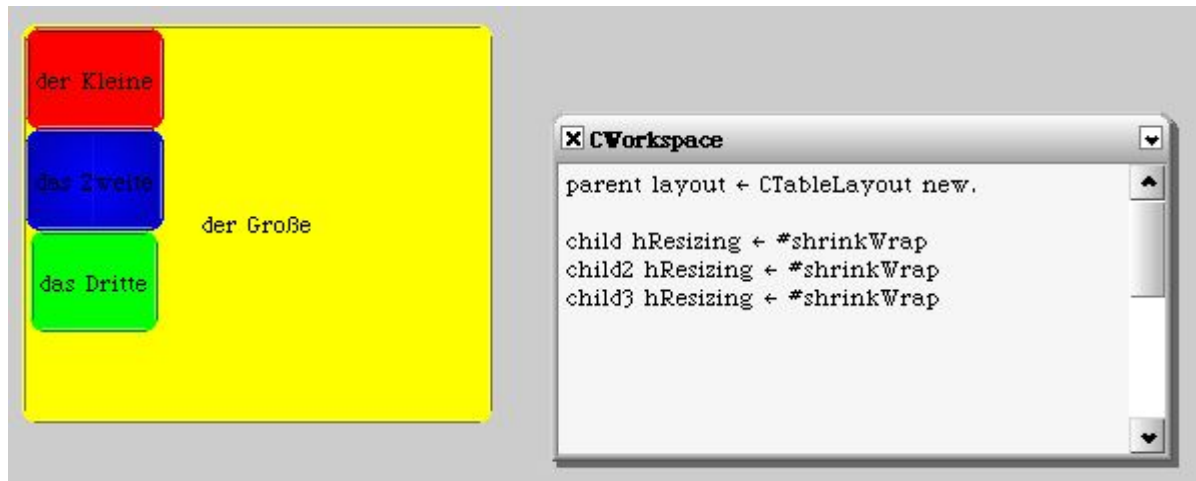 der Kleine
das Zweite
der Große
das Dritte
CWorkspace
parent layout ← CTableLayout new.
child hResizing ← #shrinkWrap
child2 hResizing ← #shrinkWrap
child3 hResizing ← #shrinkWrap